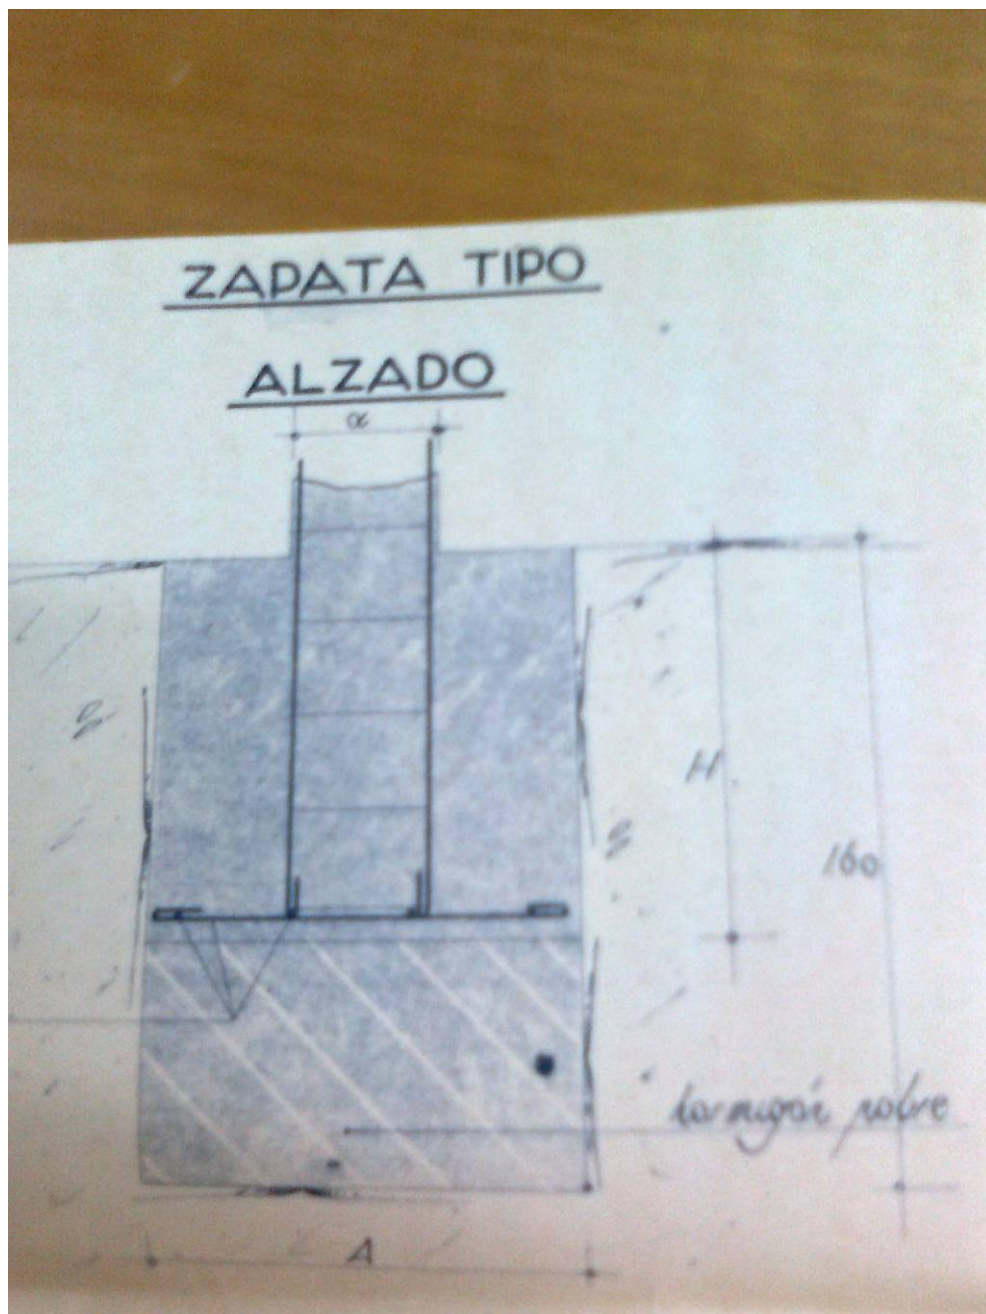 ZAPATA TIPO
ALZADO
α
H
160
hormigón pobre
A